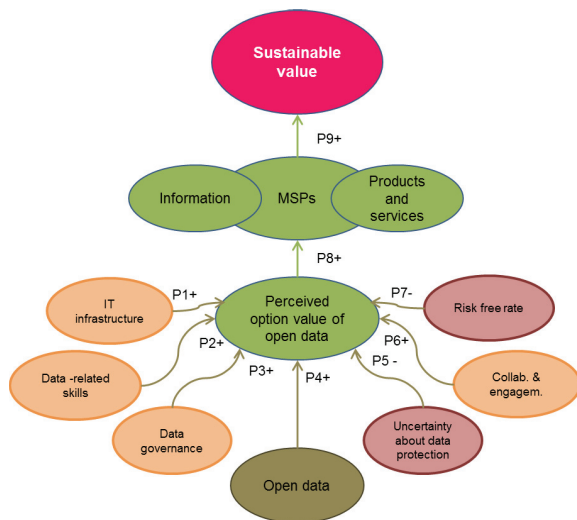 Sustainable
value
P9+
Information
MSPs
Products
and
services
P8+
IT
infrastructure
P1+
Perceived
option value of
open data
P7-
Risk free rate
Data -related
skills
P2+
P3+
P4+
P5 -
P6+
Collab. &
engagem.
Data
governance
Uncertainty
about data
protection
Open data